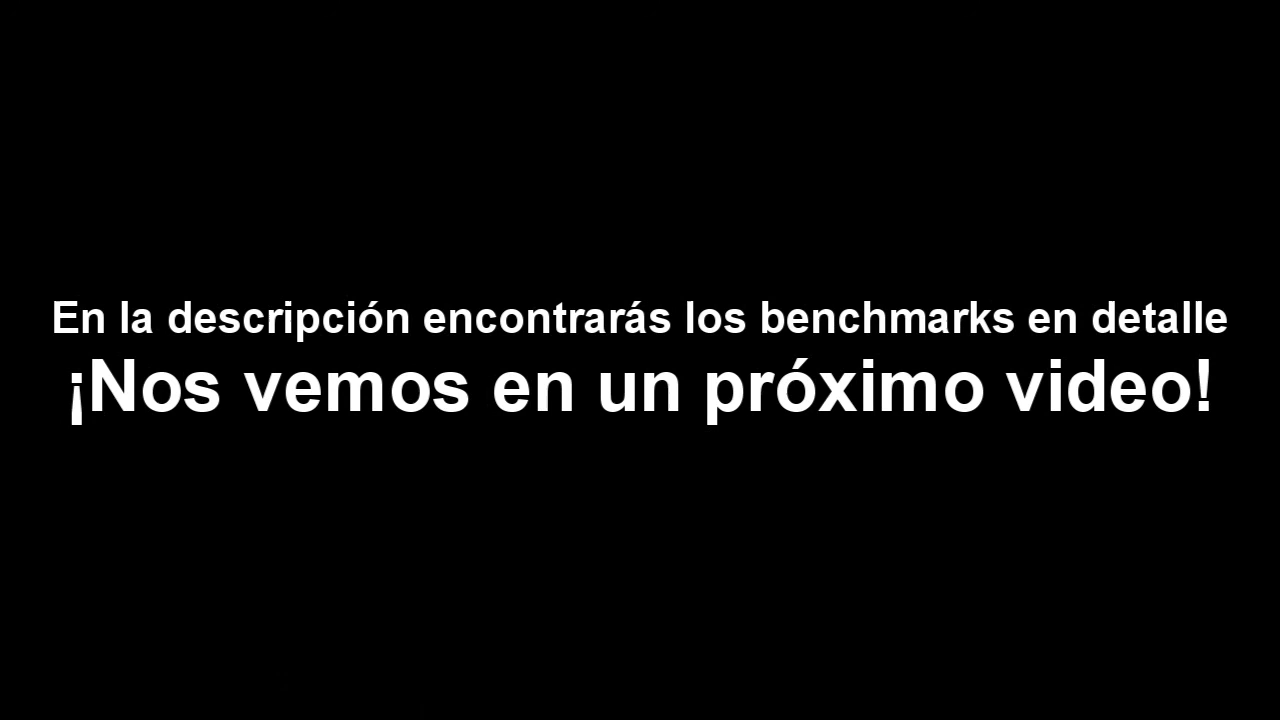 En la descripción encontrarás los benchmarks en detalle
¡Nos vemos en un próximo video!